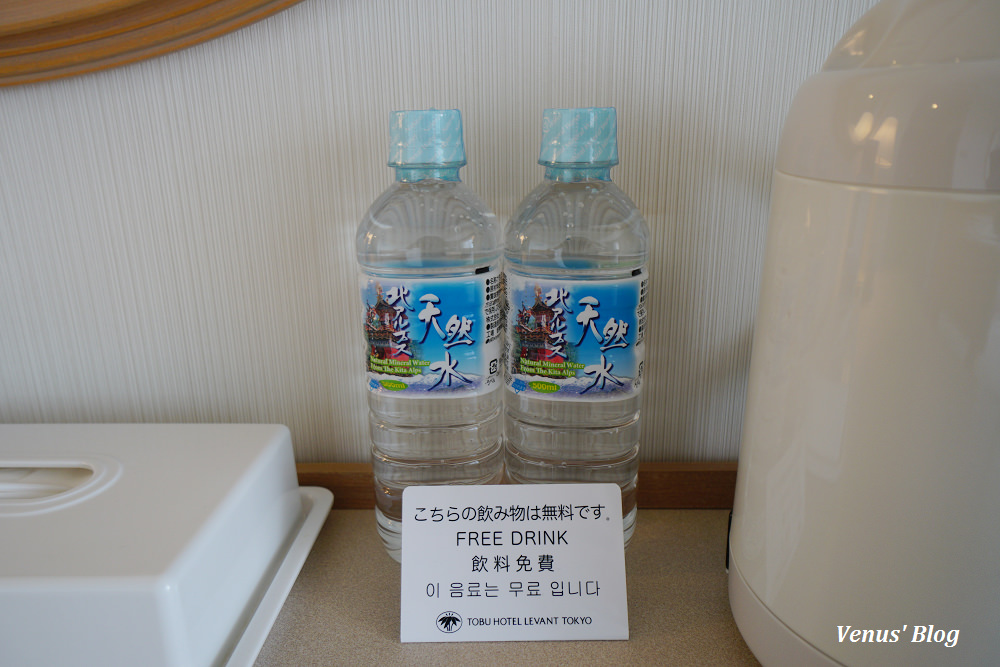 北アルプス
天然水
Natural Mineral Water
From The Kita Alps
500ml
北アルプス
天然水
Natural Mineral Water
From The Kita Alps
500ml
こちらの飲み物は無料です。
FREE DRINK
飲料免費
이 음료는 무료 입니다
TOBU HOTEL LEVANT TOKYO
Venus' Blog